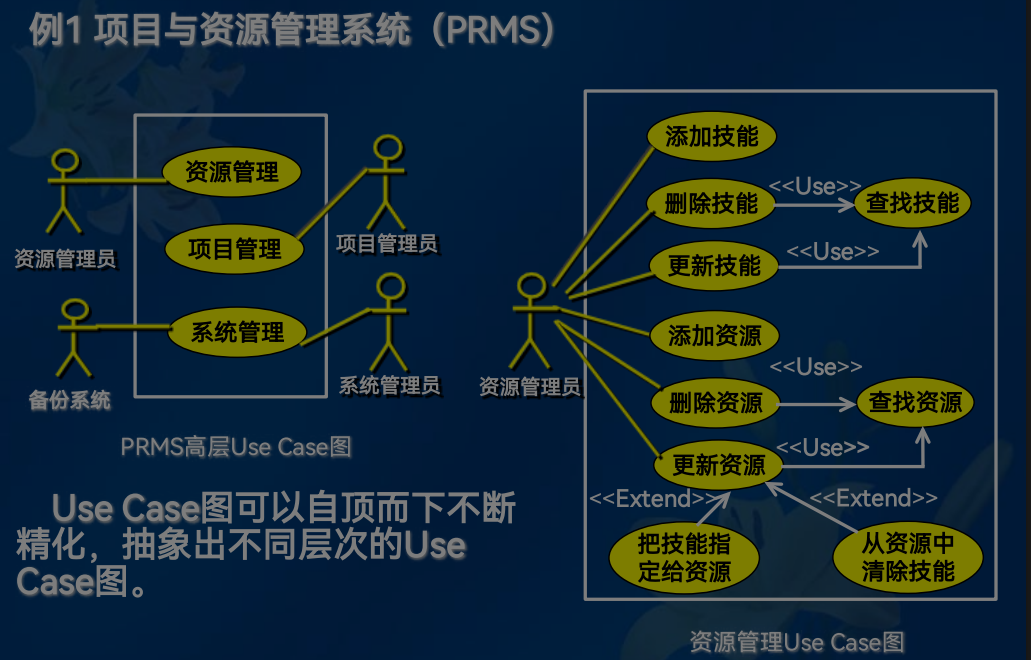 例1 项目与资源管理系统（PRMS）
资源管理
项目管理
系统管理
资源管理员
项目管理员
备份系统
系统管理员
PRMS高层Use Case图
Use Case图可以自顶而下不断
精化，抽象出不同层次的Use
Case图。
资源管理员
添加技能
删除技能
<<Use>>
查找技能
更新技能
<<Use>>
添加资源
<<Use>>
删除资源
查找资源
更新资源
<<Use>>
<<Extend>>
<<Extend>>
把技能指
定给资源
从资源中
清除技能
资源管理Use Case图